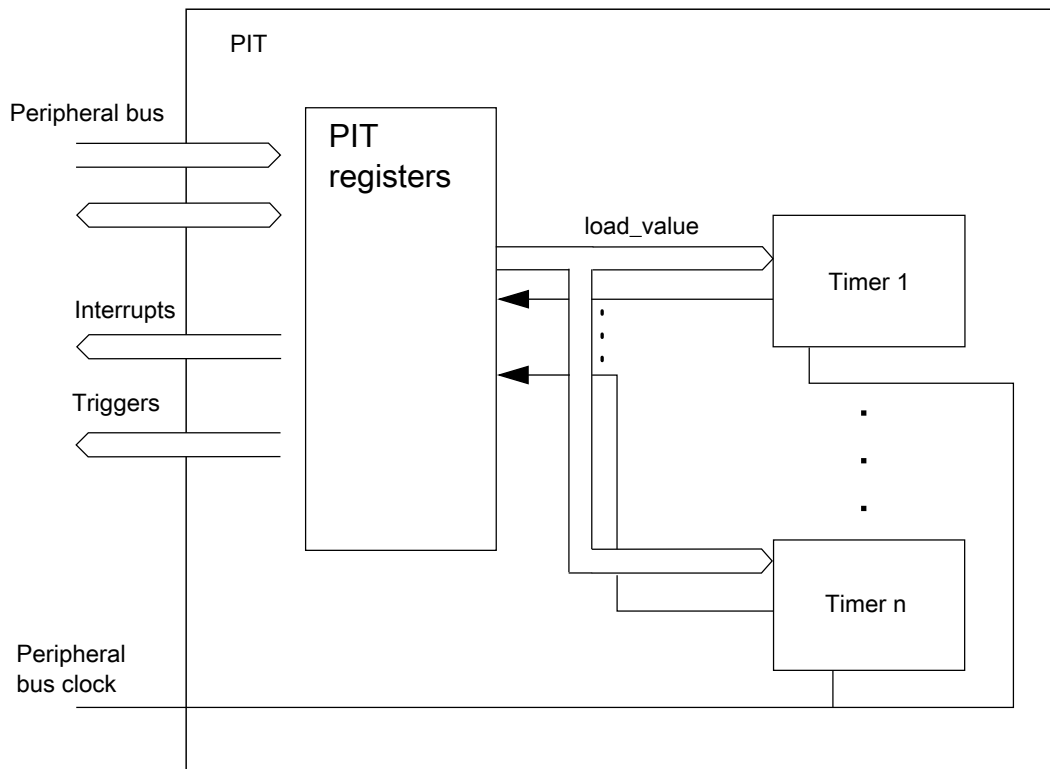 PIT
Peripheral bus
PIT
registers
load_value
Timer 1
Interrupts
Triggers
Timer n
Peripheral
bus clock